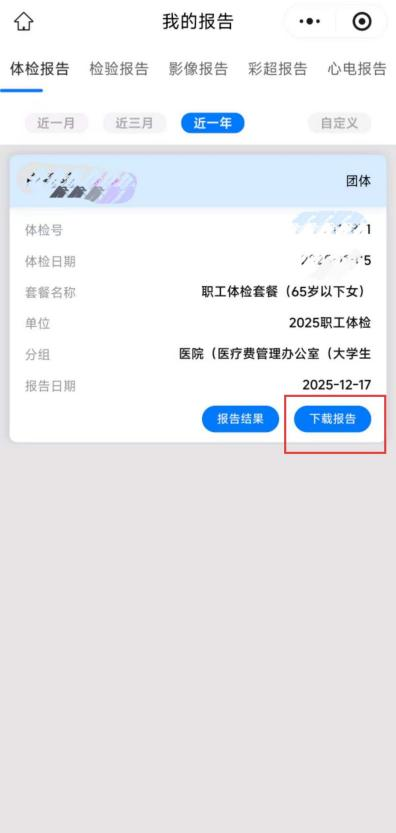 我的报告
体检报告 检验报告 影像报告 彩超报告 心电报告
近一月 近三月 近一年 自定义
团体
体检号 1
体检日期 5
套餐名称 职工体检套餐（65岁以下女）
单位 2025职工体检
分组 医院（医疗费管理办公室（大学生
报告日期 2025-12-17
报告结果 下载报告